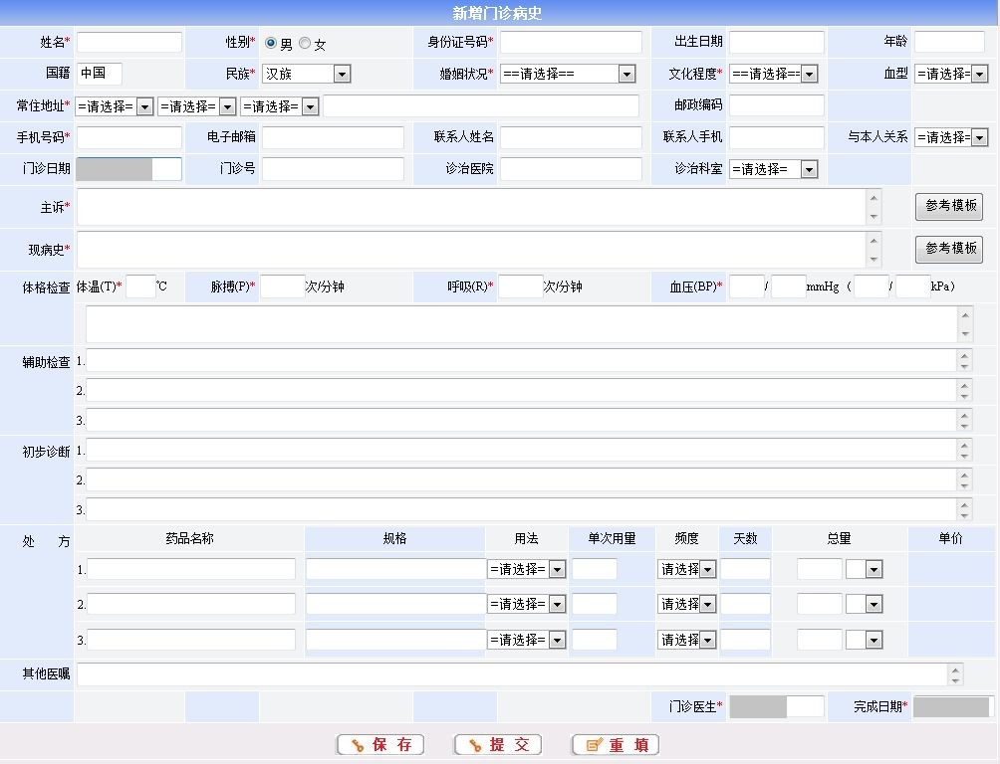 新增门诊病史
姓名* 性别* 男 女 身份证号码* 出生日期 年龄
国籍 中国 民族* 汉族 婚姻状况* ==请选择== 文化程度* ==请选择== 血型 =请选择=
常住地址* =请选择= =请选择= =请选择= 邮政编码
手机号码* 电子邮箱 联系人姓名 联系人手机 与本人关系 =请选择=
门诊日期 门诊号 诊治医院 诊治科室 =请选择=
主诉* 参考模板
现病史* 参考模板
体格检查 体温(T)* ℃ 脉搏(P)* 次/分钟 呼吸(R)* 次/分钟 血压(BP)* / mmHg ( / kPa)
辅助检查 1.
2.
3.
初步诊断 1.
2.
3.
处 方 药品名称 规格 用法 单次用量 频度 天数 总量 单价
1. =请选择= 请选择
2. =请选择= 请选择
3. =请选择= 请选择
其他医嘱
门诊医生* 完成日期*
保 存 提 交 重 填